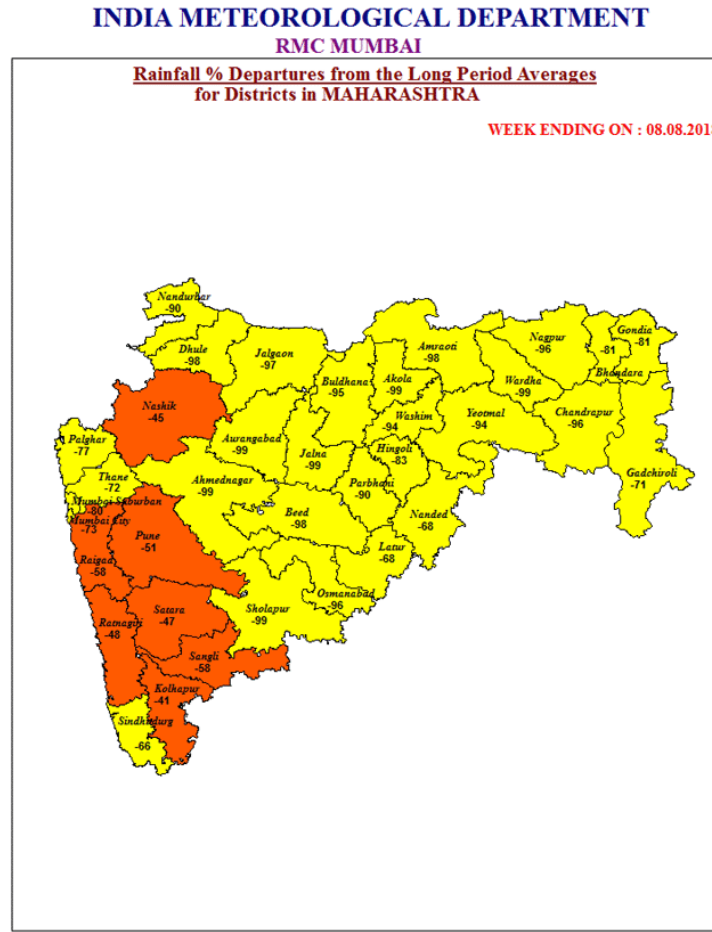 INDIA METEOROLOGICAL DEPARTMENT
RMC MUMBAI
Rainfall % Departures from the Long Period Averages
for Districts in MAHARASHTRA
WEEK ENDING ON : 08.08.2018
Nandurbar
-90
Dhule
-98
Jalgaon
-97
Buldhana
-95
Akola
-99
Amraoti
-98
Nagpur
-96
-81
Bhandara
Gondia
-81
Wardha
-99
Nashik
-45
Aurangabad
-99
Jalna
-99
Washim
-94
Hingoli
-83
Yeotmal
-94
Chandrapur
-96
Gadchiroli
-71
Palghar
-77
Thane
-72
Mumbai Suburban
-80
Mumbai City
-73
Ahmednagar
-99
Parbhani
-90
Nanded
-68
Beed
-98
Latur
-68
Pune
-51
Raigad
-58
Osmanabad
-96
Sholapur
-99
Satara
-47
Ratnagiri
-48
Sangli
-58
Kolhapur
-41
Sindhudurg
-66